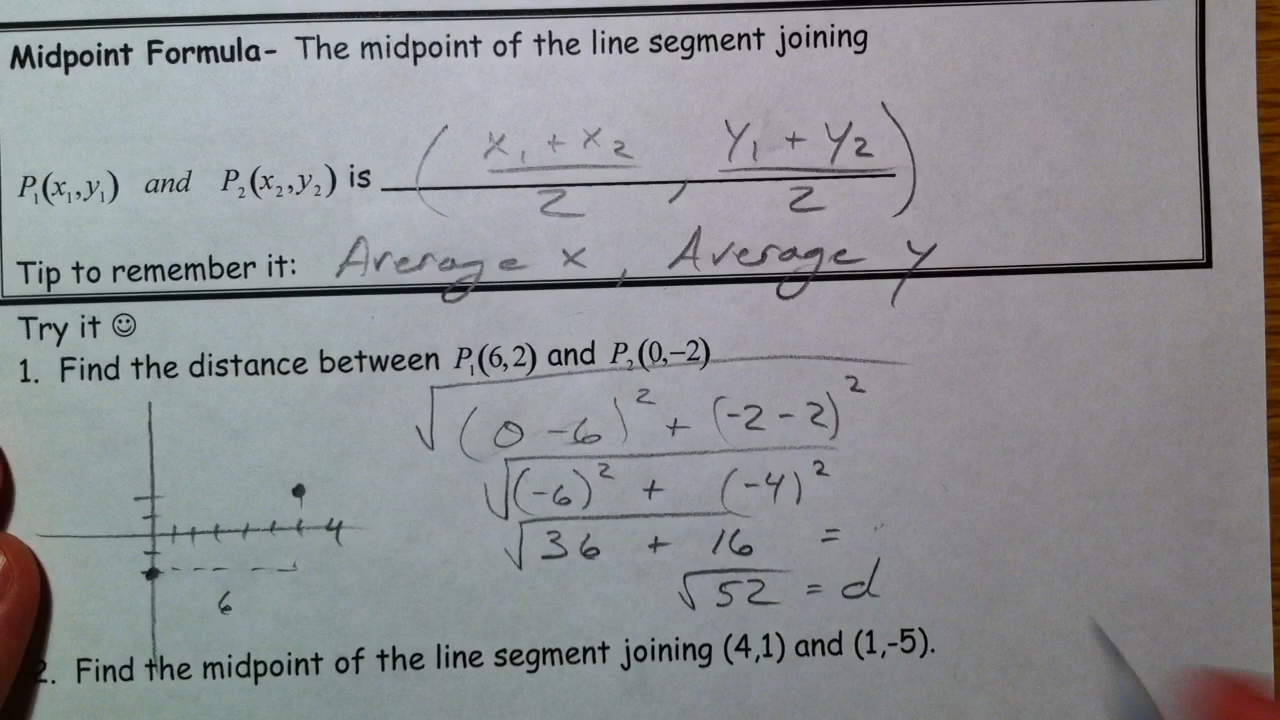 Midpoint Formula- The midpoint of the line segment joining
P₁(x₁,y₁) and P₂(x₂,y₂) is ( (x₁ + x₂)/2 , (y₁ + y₂)/2 )
Tip to remember it: Average x , Average y
Try it ☺
1. Find the distance between P₁(6,2) and P₂(0,−2)
√((0 - 6)² + (-2 - 2)²)
√((-6)² + (-4)²)
√(36 + 16) =
√52 = d
4
6
2. Find the midpoint of the line segment joining (4,1) and (1,-5).